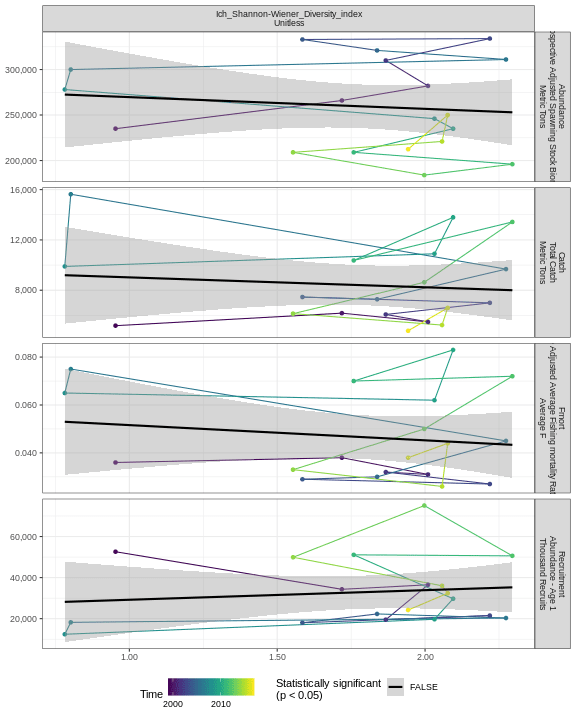 Ich_Shannon-Wiener_Diversity_index
Unitless
300,000
250,000
200,000
Abundance
Adjusted Spawning Stock
Metric Tons
16,000
12,000
8,000
Catch
Total Catch
Metric Tons
0.080
0.060
0.040
Fmort
Adjusted Average Fishing mortality
Average F
60,000
40,000
20,000
Recruitment
Abundance - Age 1
Thousand Recruits
1.00 1.50 2.00
Time
2000 2010
Statistically significant
(p < 0.05)
FALSE